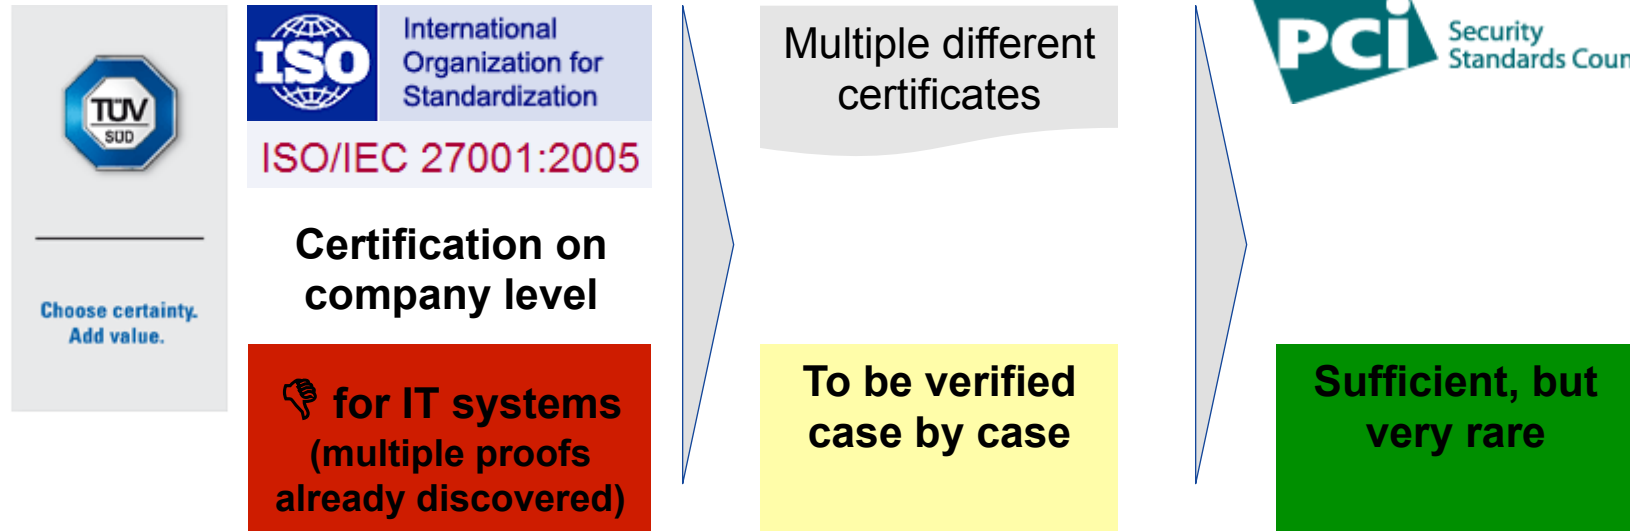 TÜV
SÜD
Choose certainty.
Add value.
ISO
International
Organization for
Standardization
ISO/IEC 27001:2005
Certification on
company level
👎 for IT systems
(multiple proofs
already discovered)
Multiple different
certificates
To be verified
case by case
PCi
Security
Standards Coun
Sufficient, but
very rare